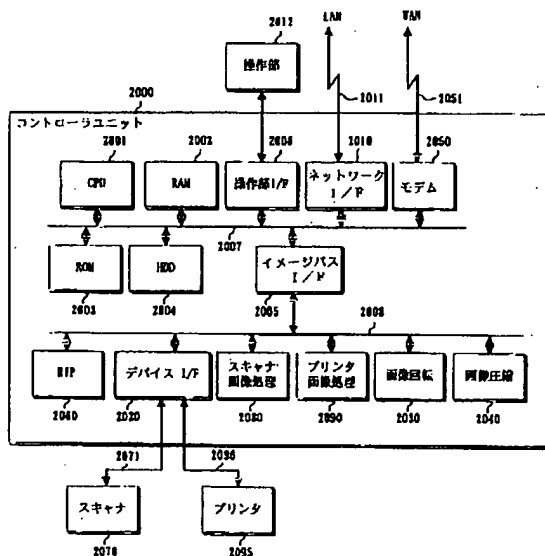 LAN
WAN
2012
操作部
2000
2011
2051
コントローラユニット
2001
2002
2006
2010
2050
CPU
RAM
操作部I/F
ネットワーク
I/F
モデム
2007
ROM
HDD
イメージバス
I/F
2003
2004
2005
2008
RIP
デバイス I/F
スキャナ
画像処理
プリンタ
画像処理
画像回転
画像圧縮
2060
2020
2080
2090
2030
2040
2071
2096
スキャナ
プリンタ
2070
2095